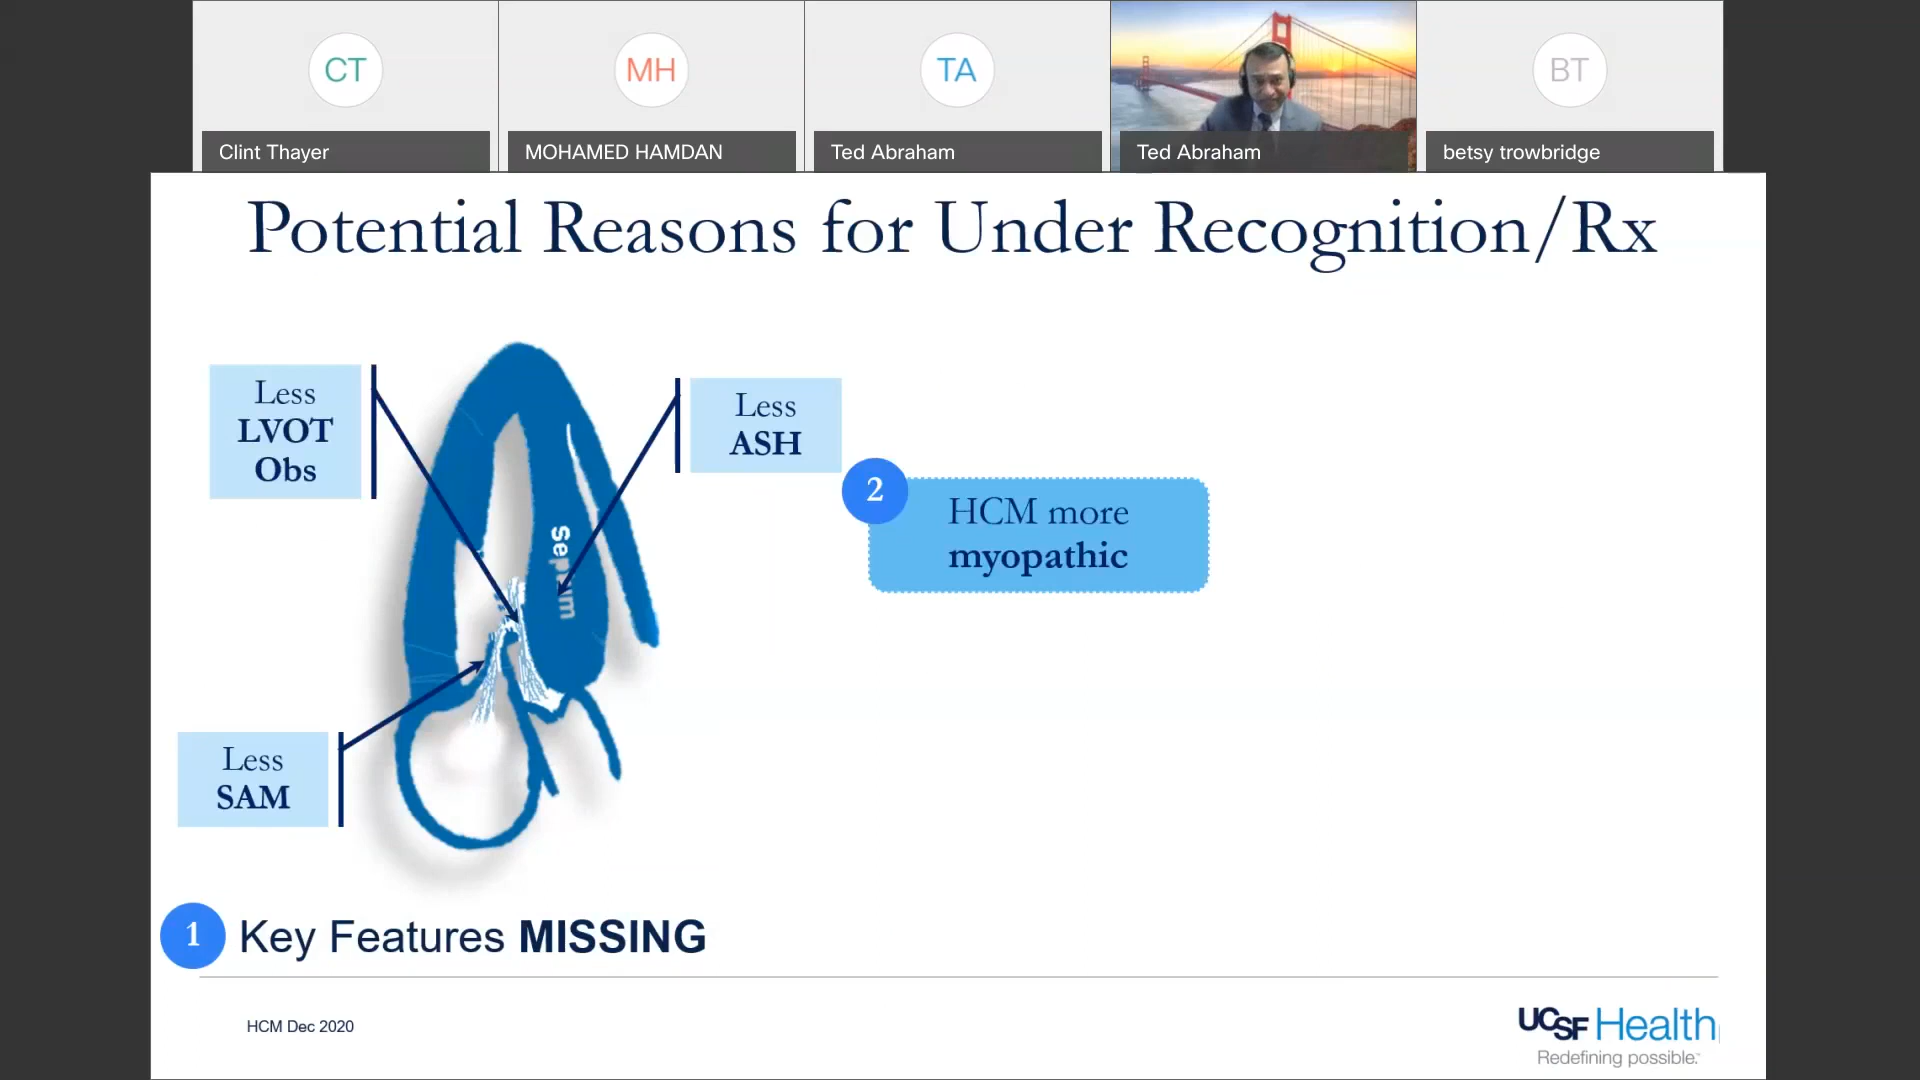 CT
MH
TA
BT
Clint Thayer
MOHAMED HAMDAN
Ted Abraham
Ted Abraham
betsy trowbridge
Potential Reasons for Under Recognition/Rx
Less
LVOT
Obs
Less
ASH
2
HCM more
myopathic
Septum
Less
SAM
1 Key Features MISSING
HCM Dec 2020
UCSF Health
Redefining possible.™